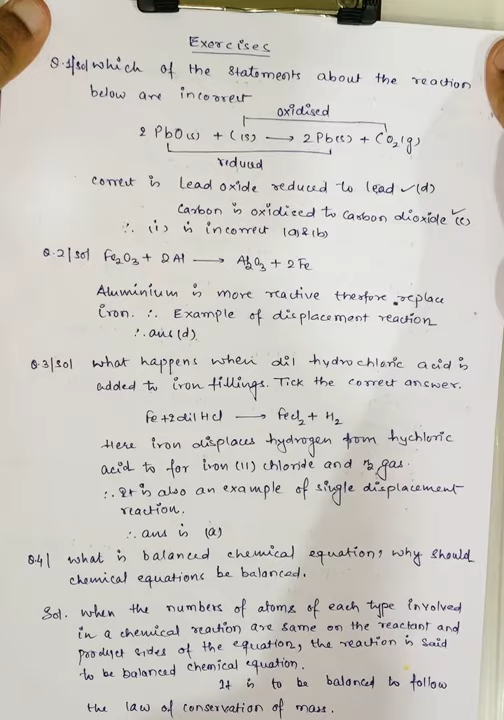 Exercises
Q.1/sol which of the statements about the reaction
below are incorrect
oxidised
2 PbO(s) + C(s) → 2Pb(s) + CO2(g)
reduced
correct is Lead oxide reduced to lead ✓(d)
Carbon is oxidiced to Carbon dioxide ✓(c)
∴ (i) is incorrect (a)&(b)
Q.2/sol Fe2O3 + 2Al → Al2O3 + 2Fe
Aluminium is more reactive therfore replace
iron. ∴ Example of displacement reaction
∴ ans (d).
Q.3/sol what happens when dil hydrochloric acid is
added to iron fillings. Tick the correct answer.
Fe + 2dil HCl → FeCl2 + H2
Here iron displaces hydrogen from hychloric
acid to for iron (11) chloride and H2 gas.
∴ It is also an example of single displacement
reaction.
∴ ans is (a)
Q.4| what is balanced chemical equation, why should
chemical equations be balanced.
Sol. when the numbers of atoms of each type involved
in a chemical reaction are same on the reactant and
product sides of the equation, the reaction is said
to be balanced chemical equation.
It is to be balanced to follow
the law of conservation of mass.